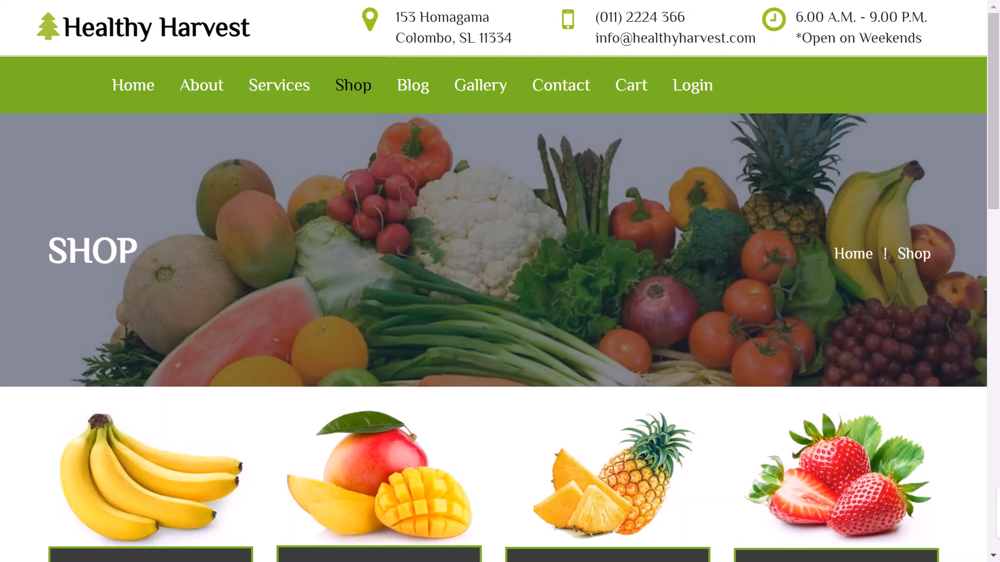 Healthy Harvest
153 Homagama
Colombo, SL 11334
(011) 2224 366
info@healthyharvest.com
6.00 A.M. - 9.00 P.M.
*Open on Weekends
Home About Services Shop Blog Gallery Contact Cart Login
SHOP
Home ! Shop